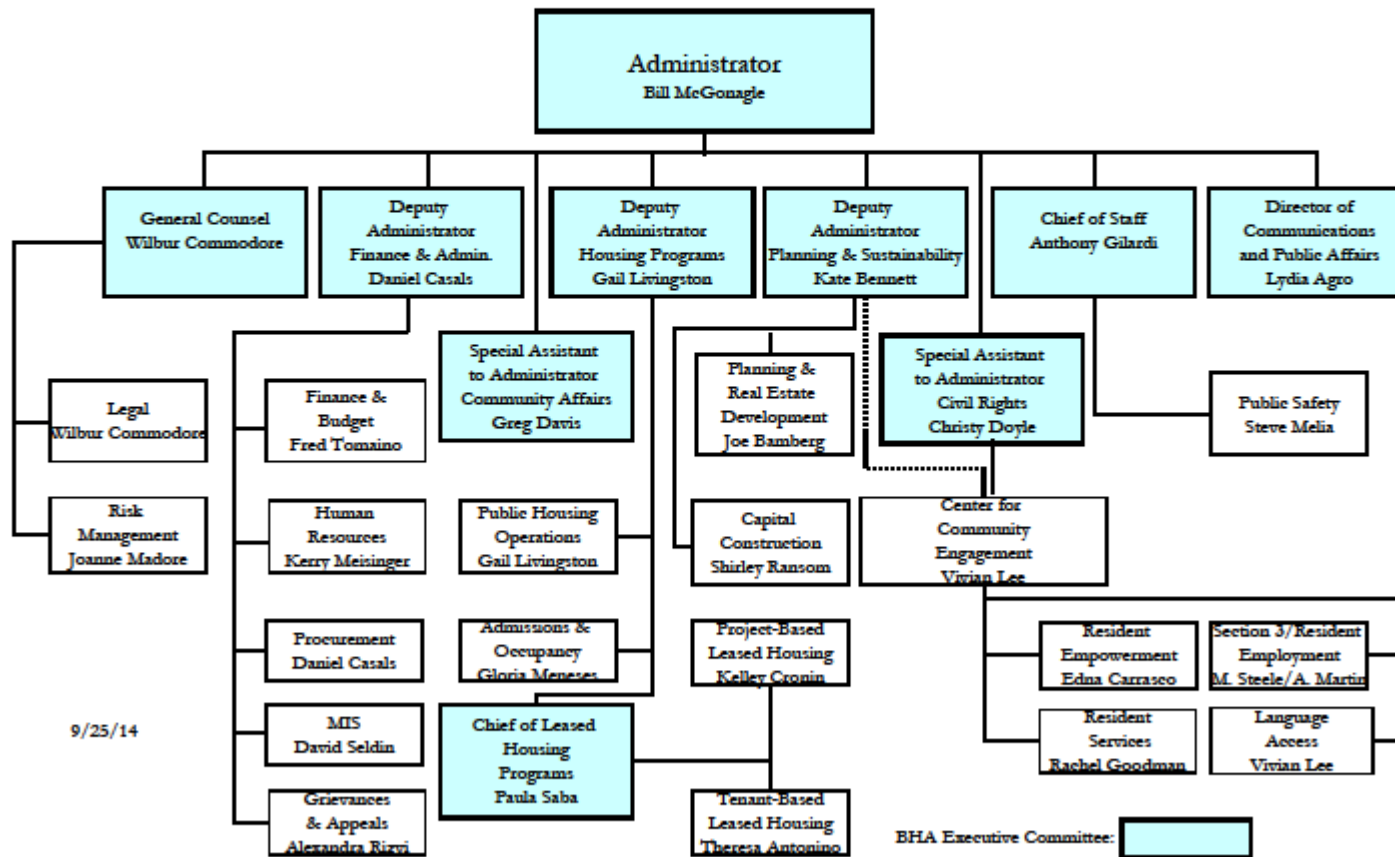 Administrator
Bill McGonagle
General Counsel
Wilbur Commodore
Deputy
Administrator
Finance & Admin.
Daniel Casals
Deputy
Administrator
Housing Programs
Gail Livingston
Deputy
Administrator
Planning & Sustainability
Kate Bennett
Chief of Staff
Anthony Gilardi
Director of
Communications
and Public Affairs
Lydia Agro
Special Assistant
to Administrator
Community Affairs
Greg Davis
Special Assistant
to Administrator
Civil Rights
Christy Doyle
Legal
Wilbur Commodore
Finance &
Budget
Fred Tomaino
Planning &
Real Estate
Development
Joe Bamberg
Public Safety
Steve Melia
Risk
Management
Joanne Madore
Human
Resources
Kerry Meisinger
Public Housing
Operations
Gail Livingston
Capital
Construction
Shirley Ransom
Center for
Community
Engagement
Vivian Lee
Procurement
Daniel Casals
Admissions &
Occupancy
Gloria Meneses
Project-Based
Leased Housing
Kelley Cronin
Resident
Empowerment
Edna Carrasco
Section 3/Resident
Employment
M. Steele/A. Martin
9/25/14
MIS
David Seldin
Chief of Leased
Housing
Programs
Paula Saba
Resident
Services
Rachel Goodman
Language
Access
Vivian Lee
Grievances
& Appeals
Alexandra Rizvi
Tenant-Based
Leased Housing
Theresa Antonino
BHA Executive Committee: